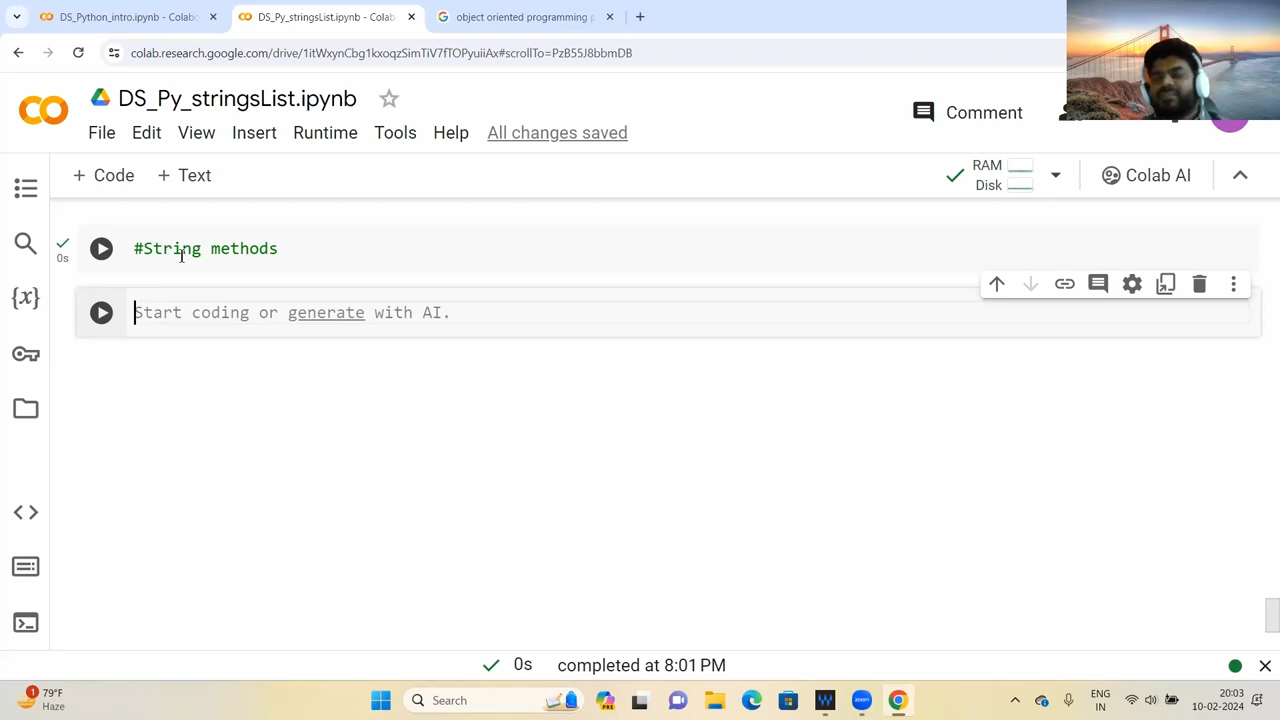 DS_Python_intro.ipynb - Colab
DS_Py_stringsList.ipynb - Colab
object oriented programming p
colab.research.google.com/drive/1itWxynCbg1kxoqzSimTiV7fTOPyuiiAx#scrollTo=PzB55J8bbmDB
DS_Py_stringsList.ipynb
Comment
File Edit View Insert Runtime Tools Help All changes saved
+ Code + Text
RAM
Disk
Colab AI
#String methods
0s
Start coding or generate with AI.
0s completed at 8:01 PM
1
79°F
Haze
Search
PRE
zoom
ENG
IN
20:03
10-02-2024